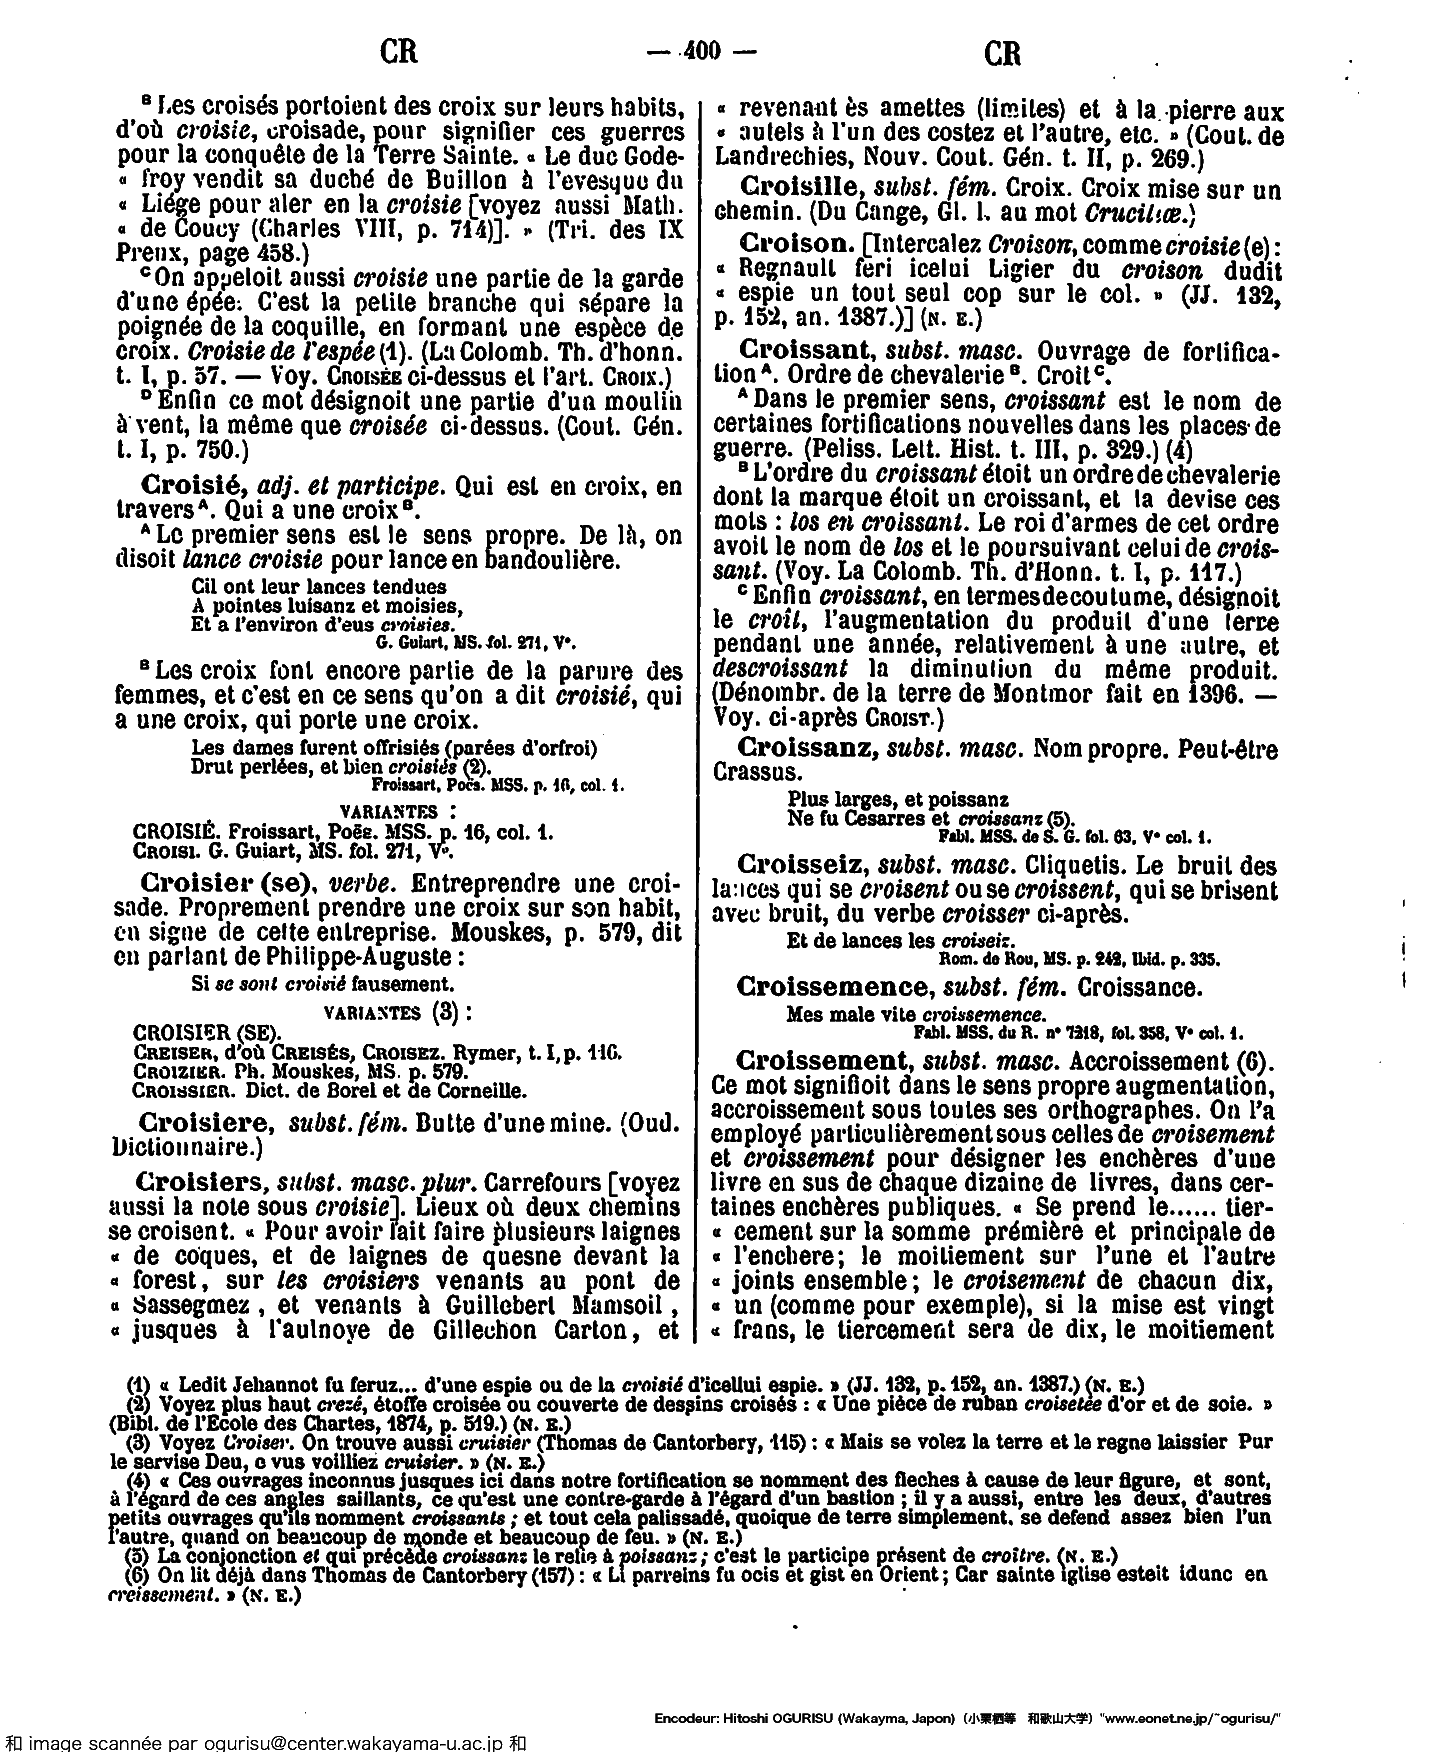 CR
— 400 —
CR
ᴮ Les croisés portoient des croix sur leurs habits,
d'où croisie, croisade, pour signifier ces guerres
pour la conquête de la Terre Sainte. « Le duc Gode-
« froy vendit sa duché de Buillon à l'evesque du
« Liége pour aler en la croisie [voyez aussi Math.
« de Coucy (Charles VIII, p. 714)]. » (Tri. des IX
Preux, page 458.)
ᶜ On appeloit aussi croisie une partie de la garde
d'une épée. C'est la petite branche qui sépare la
poignée de la coquille, en formant une espèce de
croix. Croisie de l'espée (1). (La Colomb. Th. d'honn.
t. I, p. 57. — Voy. CROISÉE ci-dessus et l'art. CROIX.)
ᴰ Enfin ce mot désignoit une partie d'un moulin
à vent, la même que croisée ci-dessus. (Cout. Gén.
t. I, p. 750.)
Croisié, adj. et participe. Qui est en croix, en
travers ᴬ. Qui a une croix ᴮ.
ᴬ Le premier sens est le sens propre. De là, on
disoit lance croisie pour lance en bandoulière.
Cil ont leur lances tendues
A pointes luisanz et moisies,
Et a l'environ d'eus croisies.
G. Guiart, MS. fol. 271, V°.
ᴮ Les croix font encore partie de la parure des
femmes, et c'est en ce sens qu'on a dit croisié, qui
a une croix, qui porte une croix.
Les dames furent offrisiés (parées d'orfroi)
Drut perlées, et bien croisiés (2).
Froissart, Poës. MSS. p. 16, col. 1.
VARIANTES :
CROISIÉ. Froissart, Poës. MSS. p. 16, col. 1.
CROISI. G. Guiart, MS. fol. 271, V°.
Croisier (se), verbe. Entreprendre une croi-
sade. Proprement prendre une croix sur son habit,
en signe de cette entreprise. Mouskes, p. 579, dit
en parlant de Philippe-Auguste :
Si se sont croisié fausement.
VARIANTES (3) :
CROISIER (SE).
CREISER, d'où CREISÉS, CROISEZ. Rymer, t. I, p. 116.
CROIZIER. Ph. Mouskes, MS. p. 579.
CROISSIER. Dict. de Borel et de Corneille.
Croisiere, subst. fém. Butte d'une mine. (Oud.
Dictionnaire.)
Croisiers, subst. masc. plur. Carrefours [voyez
aussi la note sous croisie]. Lieux où deux chemins
se croisent. « Pour avoir fait faire plusieurs laignes
« de coques, et de laignes de quesne devant la
« forest, sur les croisiers venants au pont de
« Sassegmez, et venants à Guillebert Mamsoil,
« jusques à l'aulnoye de Gillechon Carton, et
« revenant ès amettes (limites) et à la pierre aux
« autels à l'un des costez et l'autre, etc. » (Cout. de
Landrechies, Nouv. Cout. Gén. t. II, p. 269.)
Croisille, subst. fém. Croix. Croix mise sur un
chemin. (Du Cange, Gl. l. au mot Cruciliæ.)
Croison. [Intercalez Croison, comme croisie (e) :
« Regnault feri icelui Ligier du croison dudit
« espie un tout seul cop sur le col. » (JJ. 132,
p. 152, an. 1387.)] (N. E.)
Croissant, subst. masc. Ouvrage de fortifica-
tion ᴬ. Ordre de chevalerie ᴮ. Croit ᶜ.
ᴬ Dans le premier sens, croissant est le nom de
certaines fortifications nouvelles dans les places de
guerre. (Peliss. Lett. Hist. t. III, p. 329.) (4)
ᴮ L'ordre du croissant étoit un ordre de chevalerie
dont la marque étoit un croissant, et la devise ces
mots : los en croissant. Le roi d'armes de cet ordre
avoit le nom de los et le poursuivant celui de crois-
sant. (Voy. La Colomb. Th. d'Honn. t. I, p. 117.)
ᶜ Enfin croissant, en termes de coutume, désignoit
le croît, l'augmentation du produit d'une terre
pendant une année, relativement à une autre, et
descroissant la diminution du même produit.
(Dénombr. de la terre de Montmor fait en 1396. —
Voy. ci-après CROIST.)
Croissanz, subst. masc. Nom propre. Peut-être
Crassus.
Plus larges, et poissanz
Ne fu Cesarres et croissanz (5).
Fabl. MSS. de S. G. fol. 63, V° col. 1.
Croisseiz, subst. masc. Cliquetis. Le bruit des
lances qui se croisent ou se croissent, qui se brisent
avec bruit, du verbe croisser ci-après.
Et de lances les croiseiz.
Rom. de Rou, MS. p. 242, Ibid. p. 335.
Croissemence, subst. fém. Croissance.
Mes male vite croissemence.
Fabl. MSS. du R. n° 7218, fol. 358, V° col. 1.
Croissement, subst. masc. Accroissement (6).
Ce mot signifioit dans le sens propre augmentation,
accroissement sous toutes ses orthographes. On l'a
employé particulièrement sous celles de croisement
et croissement pour désigner les enchères d'une
livre en sus de chaque dizaine de livres, dans cer-
taines enchères publiques. « Se prend le...... tier-
« cement sur la somme prémière et principale de
« l'enchere ; le moitiement sur l'une et l'autre
« joints ensemble ; le croisement de chacun dix,
« un (comme pour exemple), si la mise est vingt
« frans, le tiercement sera de dix, le moitiement
(1) « Ledit Jehannot fu feruz... d'une espie ou de la croisié d'icellui espie. » (JJ. 132, p. 152, an. 1387.) (N. E.)
(2) Voyez plus haut crezé, étoffe croisée ou couverte de dessins croisés : « Une pièce de ruban croisetée d'or et de soie. »
(Bibl. de l'Ecole des Chartes, 1874, p. 519.) (N. E.)
(3) Voyez Croiser. On trouve aussi cruisier (Thomas de Cantorbery, 115) : « Mais se volez la terre et le regne laissier Pur
le servise Deu, e vus voilliez cruisier. » (N. E.)
(4) « Ces ouvrages inconnus jusques ici dans notre fortification se nomment des fleches à cause de leur figure, et sont,
à l'égard de ces angles saillants, ce qu'est une contre-garde à l'égard d'un bastion ; il y a aussi, entre les deux, d'autres
petits ouvrages qu'ils nomment croissants ; et tout cela palissadé, quoique de terre simplement, se defend assez bien l'un
l'autre, quand on beaucoup de monde et beaucoup de feu. » (N. E.)
(5) La conjonction et qui précède croissanz le relie à poissanz ; c'est le participe présent de croître. (N. E.)
(6) On lit déjà dans Thomas de Cantorbery (157) : « Li parreins fu ocis et gist en Orient ; Car sainte iglise esteit idunc en
creissement. » (N. E.)
Encodeur: Hitoshi OGURISU (Wakayma, Japon) (小栗栖等 和歌山大学) "www.eonet.ne.jp/~ogurisu/"
和 image scannée par ogurisu@center.wakayama-u.ac.jp 和